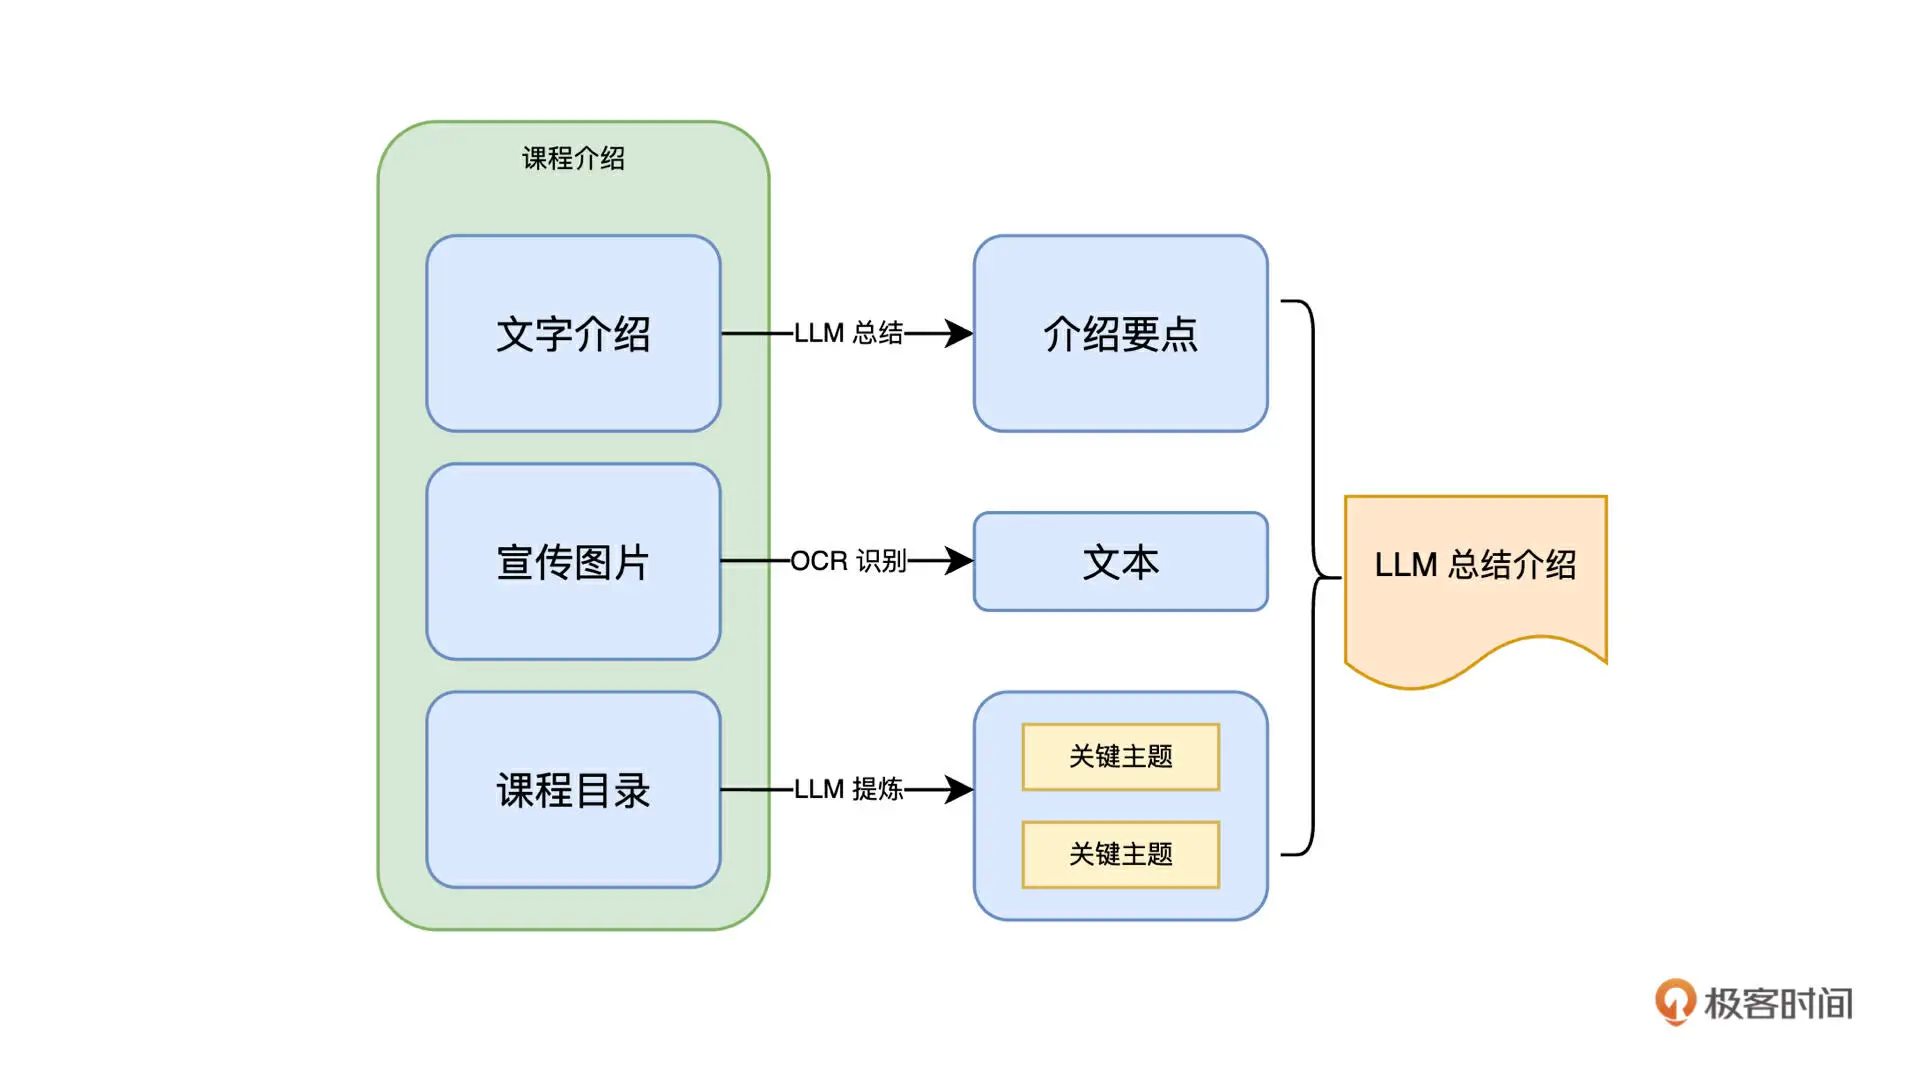 课程介绍
文字介绍
LLM 总结
介绍要点
宣传图片
OCR 识别
文本
LLM 总结介绍
课程目录
LLM 提炼
关键主题
关键主题
极客时间